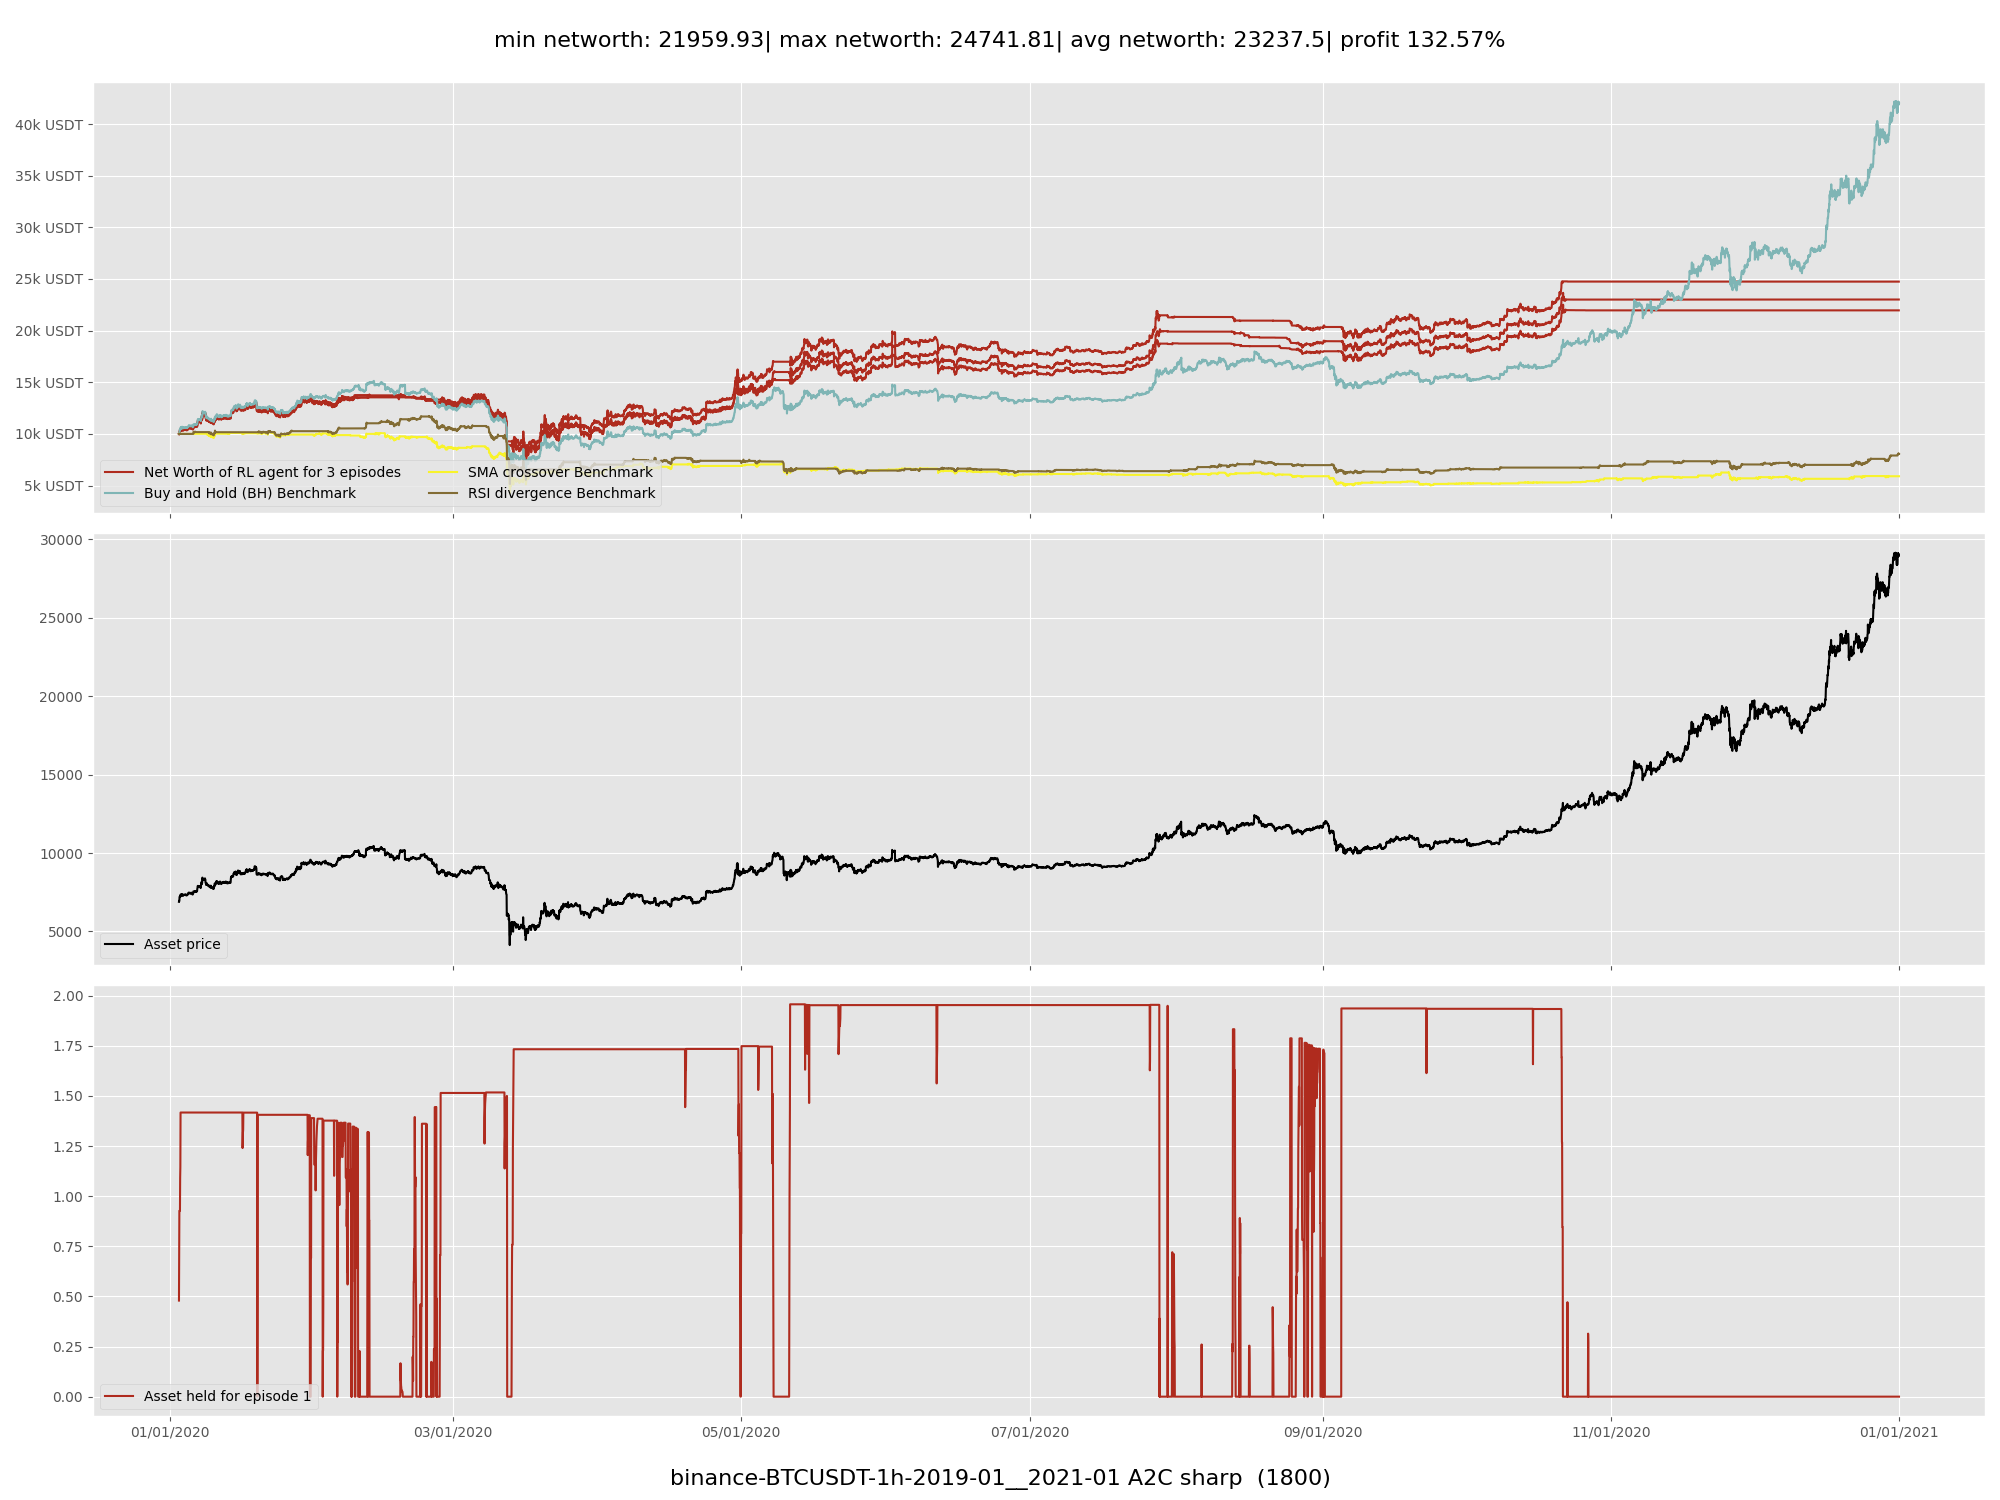 min networth: 21959.93| max networth: 24741.81| avg networth: 23237.5| profit 132.57%
40k USDT
35k USDT
30k USDT
25k USDT
20k USDT
15k USDT
10k USDT
5k USDT
Net Worth of RL agent for 3 episodes
Buy and Hold (BH) Benchmark
SMA crossover Benchmark
RSI divergence Benchmark
30000
25000
20000
15000
10000
5000
Asset price
2.00
1.75
1.50
1.25
1.00
0.75
0.50
0.25
0.00
Asset held for episode 1
01/01/2020 03/01/2020 05/01/2020 07/01/2020 09/01/2020 11/01/2020 01/01/2021
binance-BTCUSDT-1h-2019-01__2021-01 A2C sharp  (1800)